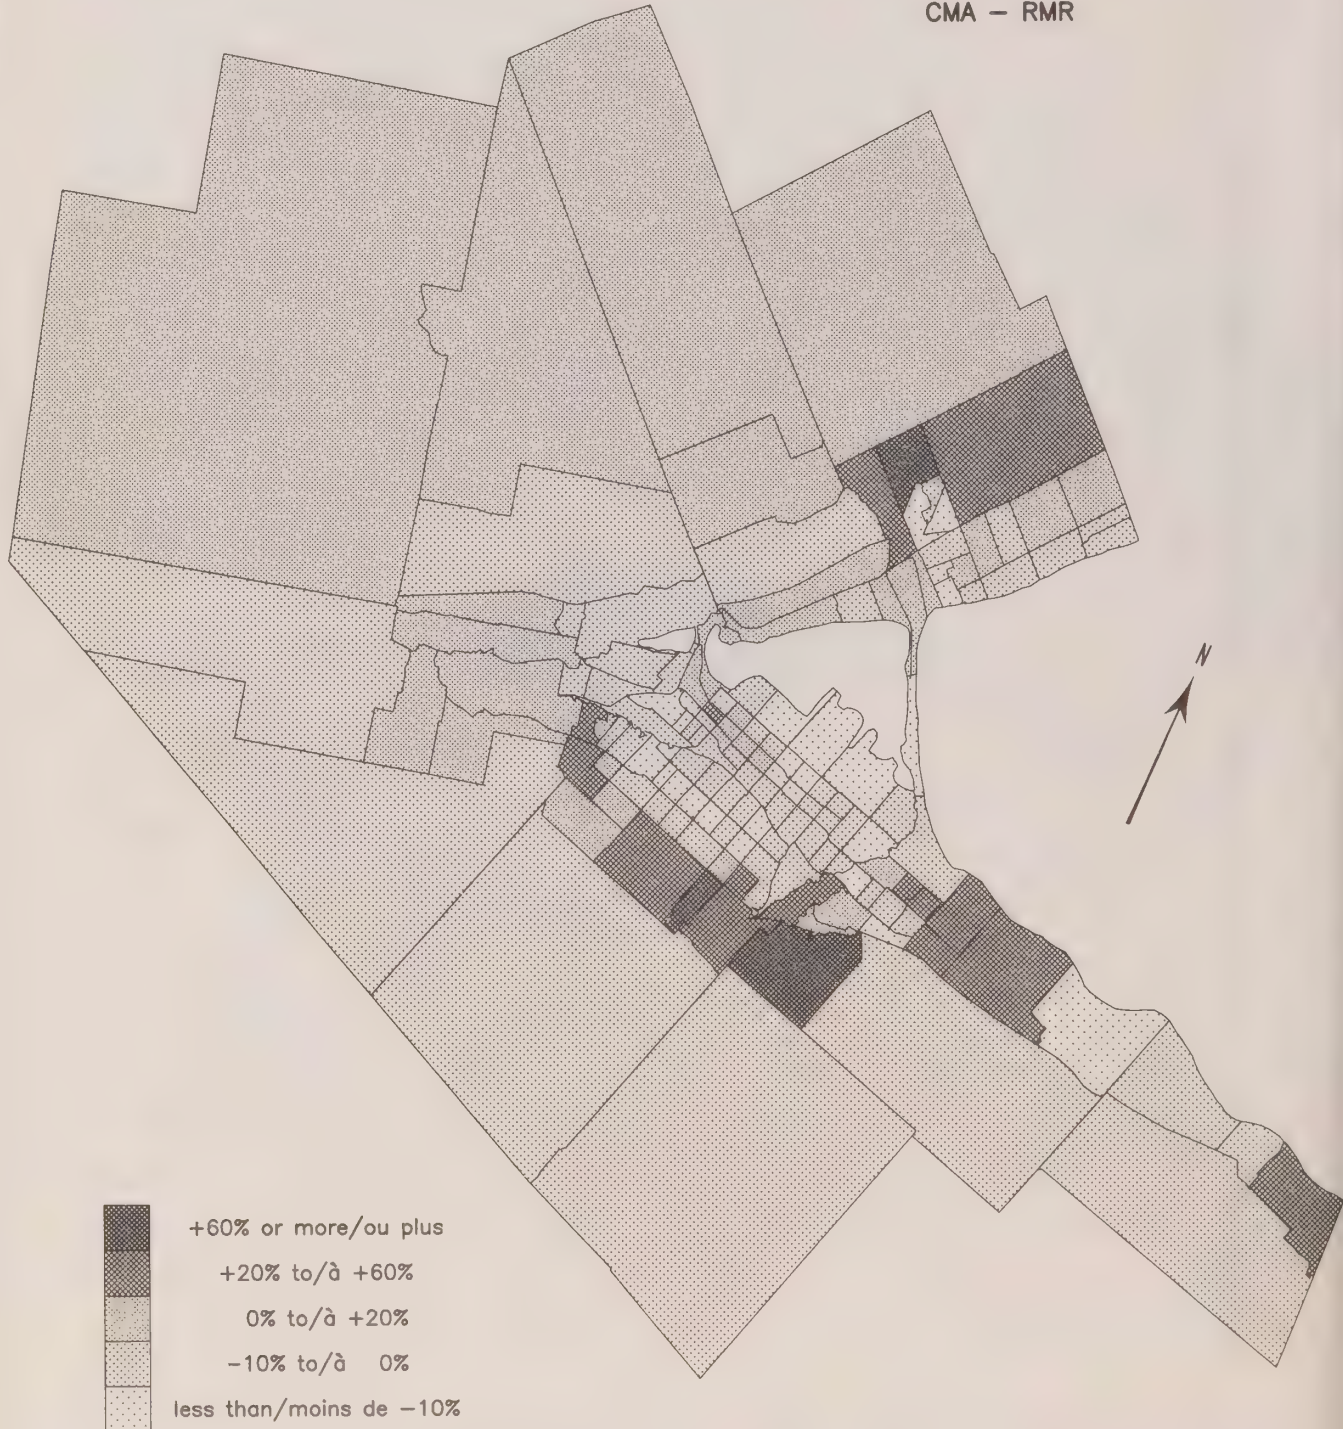 CMA – RMR
N
+60% or more/ou plus
+20% to/à +60%
0% to/à +20%
-10% to/à 0%
less than/moins de -10%